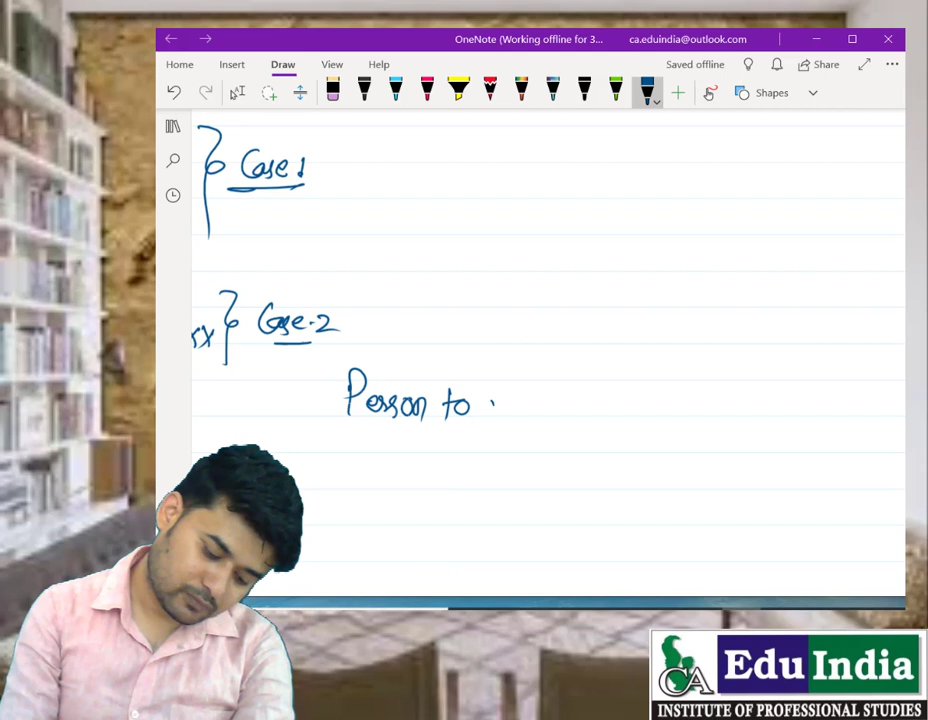 OneNote (Working offline for 3...
ca.eduindia@outlook.com
Home Insert Draw View Help
Saved offline
Share
Shapes
Case 1
Case-2
Person to
CA
Edu India
INSTITUTE OF PROFESSIONAL STUDIES